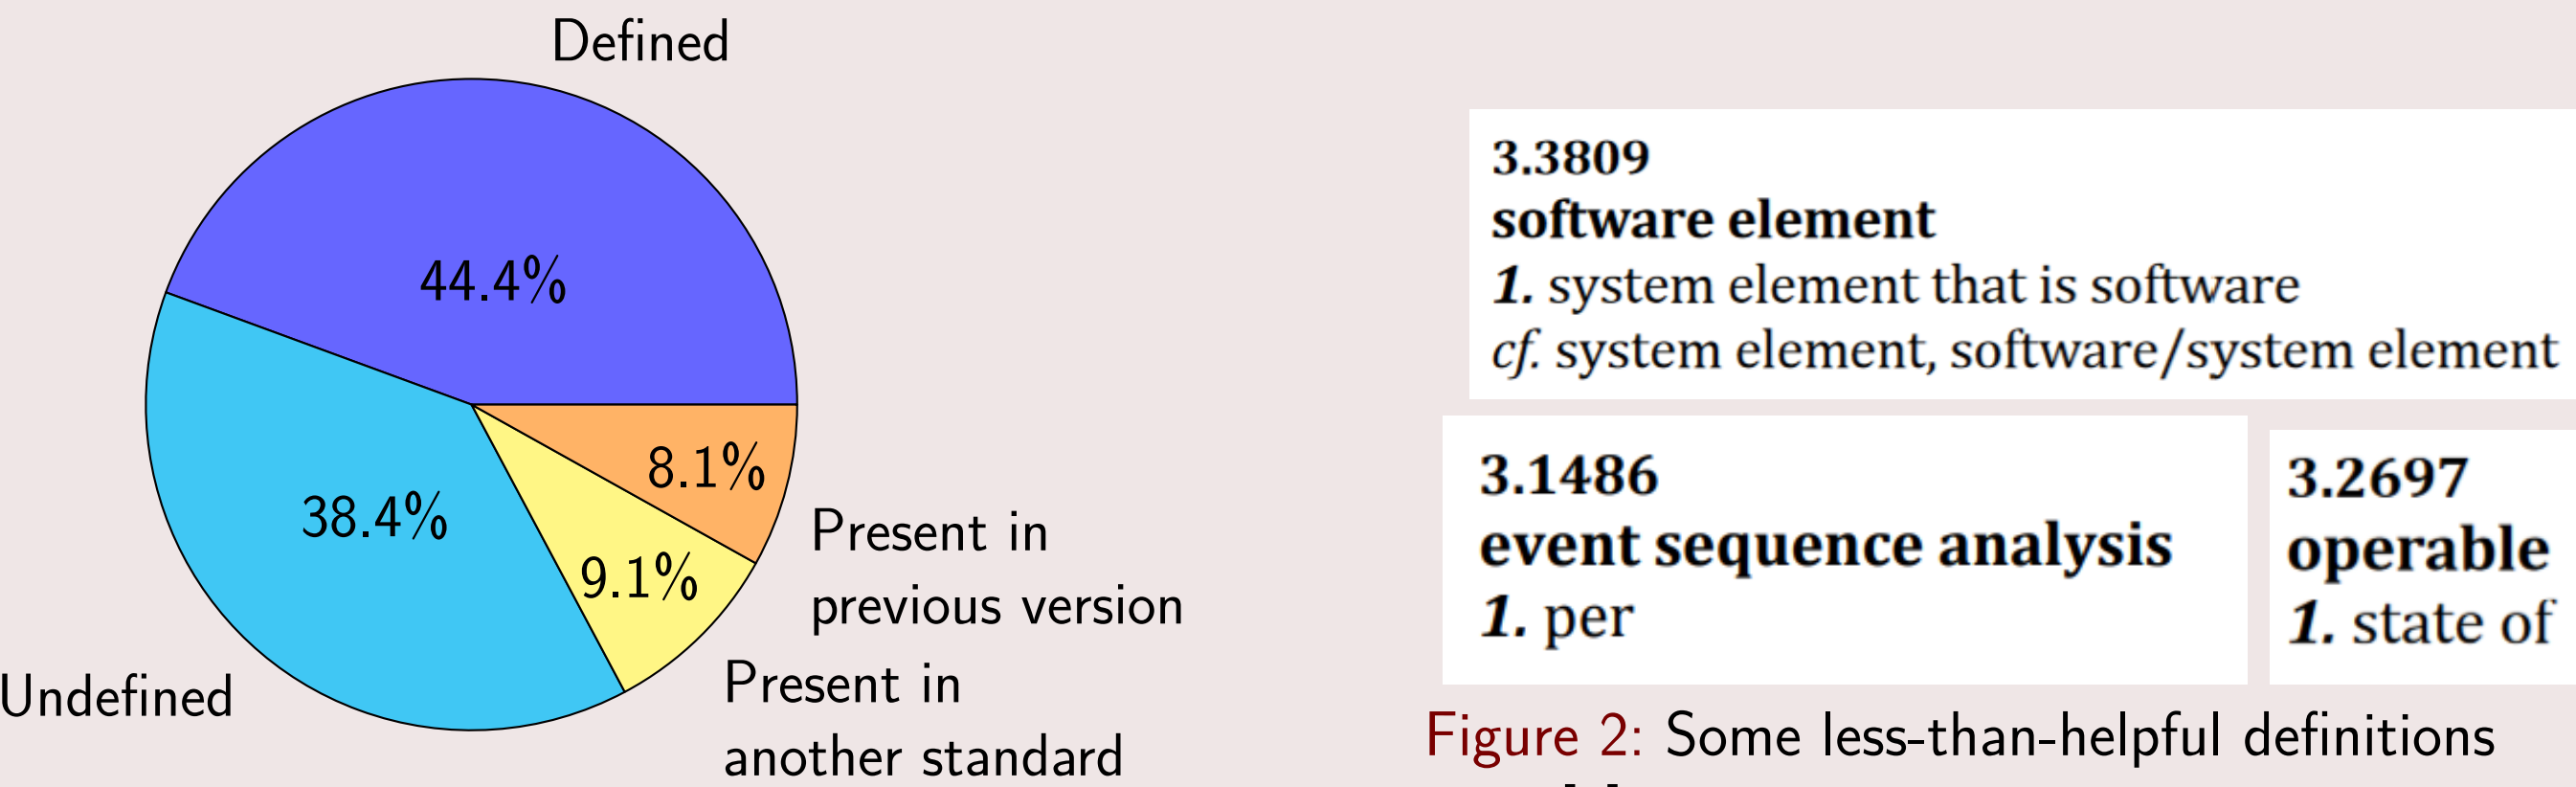 Defined
44.4%
38.4%
8.1%
9.1%
Present in
previous version
Undefined
Present in
another standard
3.3809
software element
1. system element that is software
cf. system element, software/system element
3.1486
event sequence analysis
1. per
3.2697
operable
1. state of
Figure 2: Some less-than-helpful definitions